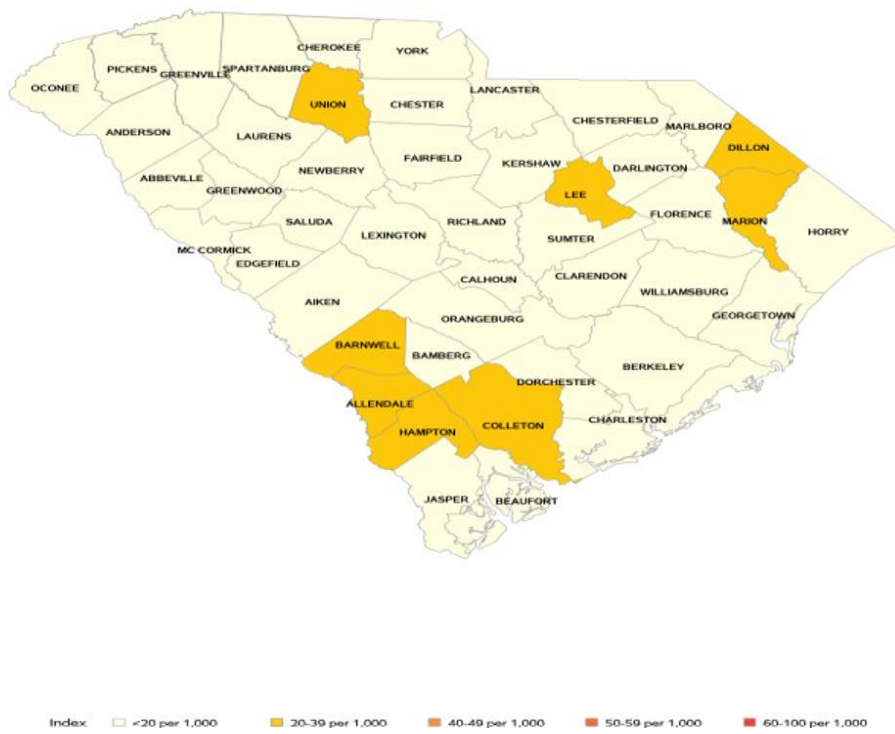 CHEROKEE
YORK
PICKENS
GREENVILLE
SPARTANBURG
OCONEE
UNION
CHESTER
LANCASTER
CHESTERFIELD
MARLBORO
ANDERSON
LAURENS
DILLON
FAIRFIELD
KERSHAW
DARLINGTON
NEWBERRY
ABBEVILLE
GREENWOOD
LEE
SALUDA
RICHLAND
FLORENCE
MARION
HORRY
LEXINGTON
SUMTER
MC CORMICK
EDGEFIELD
CALHOUN
CLARENDON
WILLIAMSBURG
AIKEN
ORANGEBURG
GEORGETOWN
BARNWELL
BAMBERG
BERKELEY
DORCHESTER
ALLENDALE
CHARLESTON
HAMPTON
COLLETON
JASPER
BEAUFORT
Index <20 per 1,000 20-39 per 1,000 40-49 per 1,000 50-59 per 1,000 60-100 per 1,000